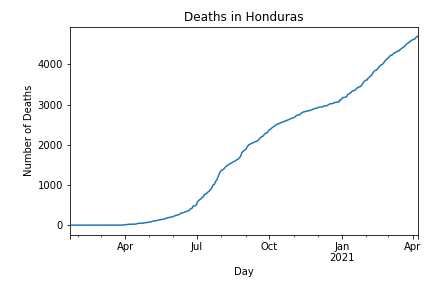 Deaths in Honduras
Number of Deaths
4000
3000
2000
1000
0
Apr
Jul
Oct
Jan
2021
Apr
Day